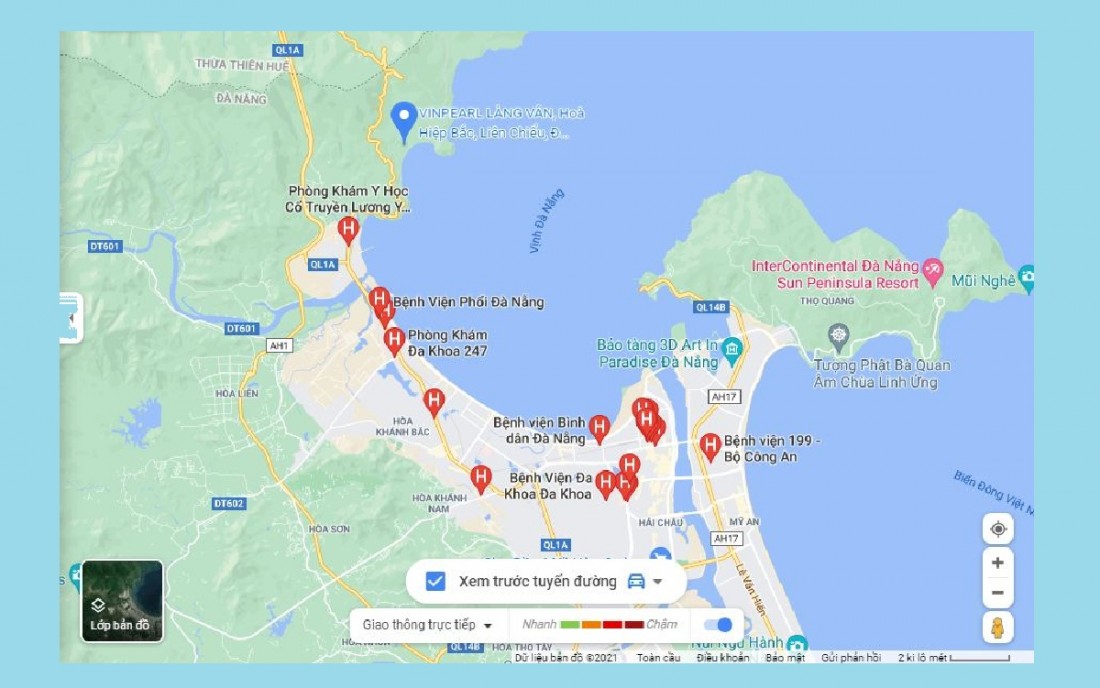 QL1A
THỪA THIÊN HUẾ
ĐÀ NẴNG
VINPEARL LÀNG VÂN, Hoà
Hiệp Bắc, Liên Chiểu, Đ...
Phòng Khám Y Học
Cổ Truyền Lương Y...
Vịnh Đà Nẵng
DT601
QL1A
InterContinental Đà Nẵng
Sun Peninsula Resort
Mũi Nghê
THỌ QUANG
Bệnh Viện Phổi Đà Nẵng
QL14B
DT601
AH1
Phòng Khám
Đa Khoa 247
Bảo tàng 3D Art In
Paradise Đà Nẵng
Tượng Phật Bà Quan
Âm Chùa Linh Ứng
HÒA LIÊN
AH17
HÒA
KHÁNH BẮC
Bệnh viện Bình
dân Đà Nẵng
Bệnh viện 199 -
Bộ Công An
Bệnh Viện Đa
Khoa Đa Khoa
Biển Đông Việt N
DT602
HÒA KHÁNH
NAM
HÒA SƠN
HẢI CHÂU
MỸ AN
QL1A
AH17
Lê Văn Hiến
Xem trước tuyến đường
Lớp bản đồ
Giao thông trực tiếp
Nhanh
Chậm
QL14B
HÒA THỌ TÂY
Núi Ngũ Hành
Dữ liệu bản đồ ©2021 Toàn cầu Điều khoản Bảo mật Gửi phản hồi 2 ki lô mét